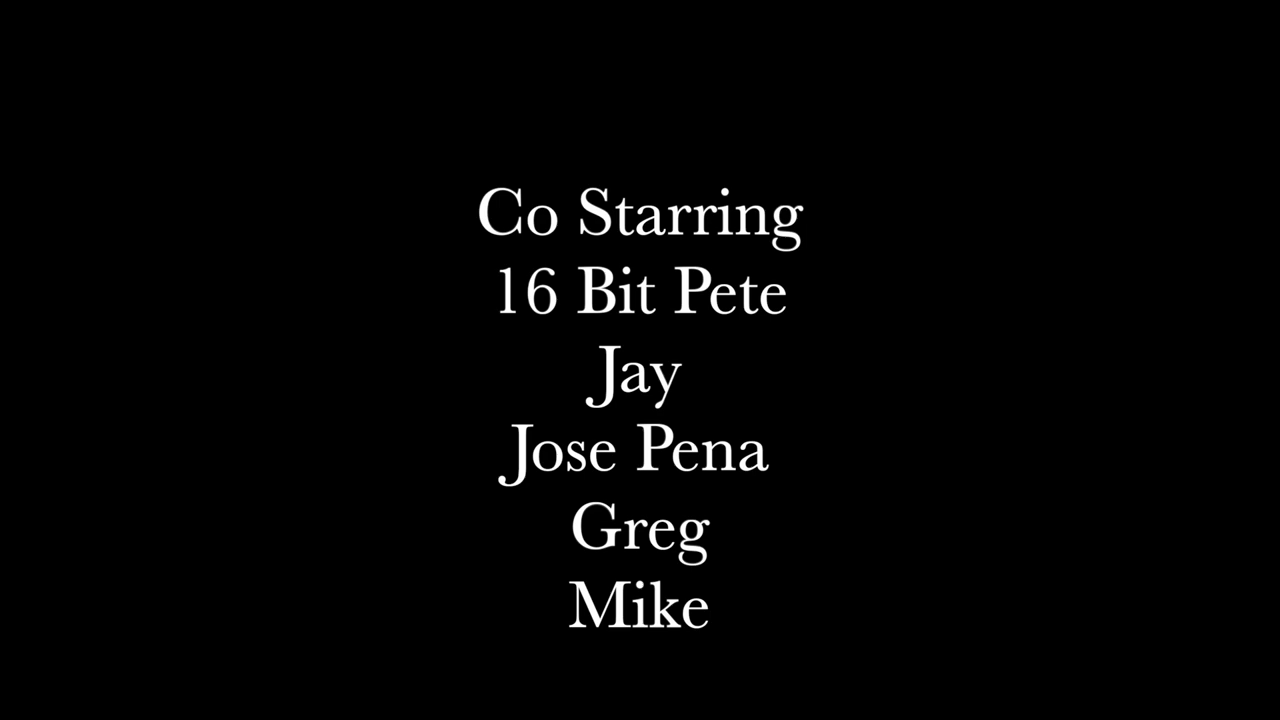 Co Starring
16 Bit Pete
Jay
Jose Pena
Greg
Mike